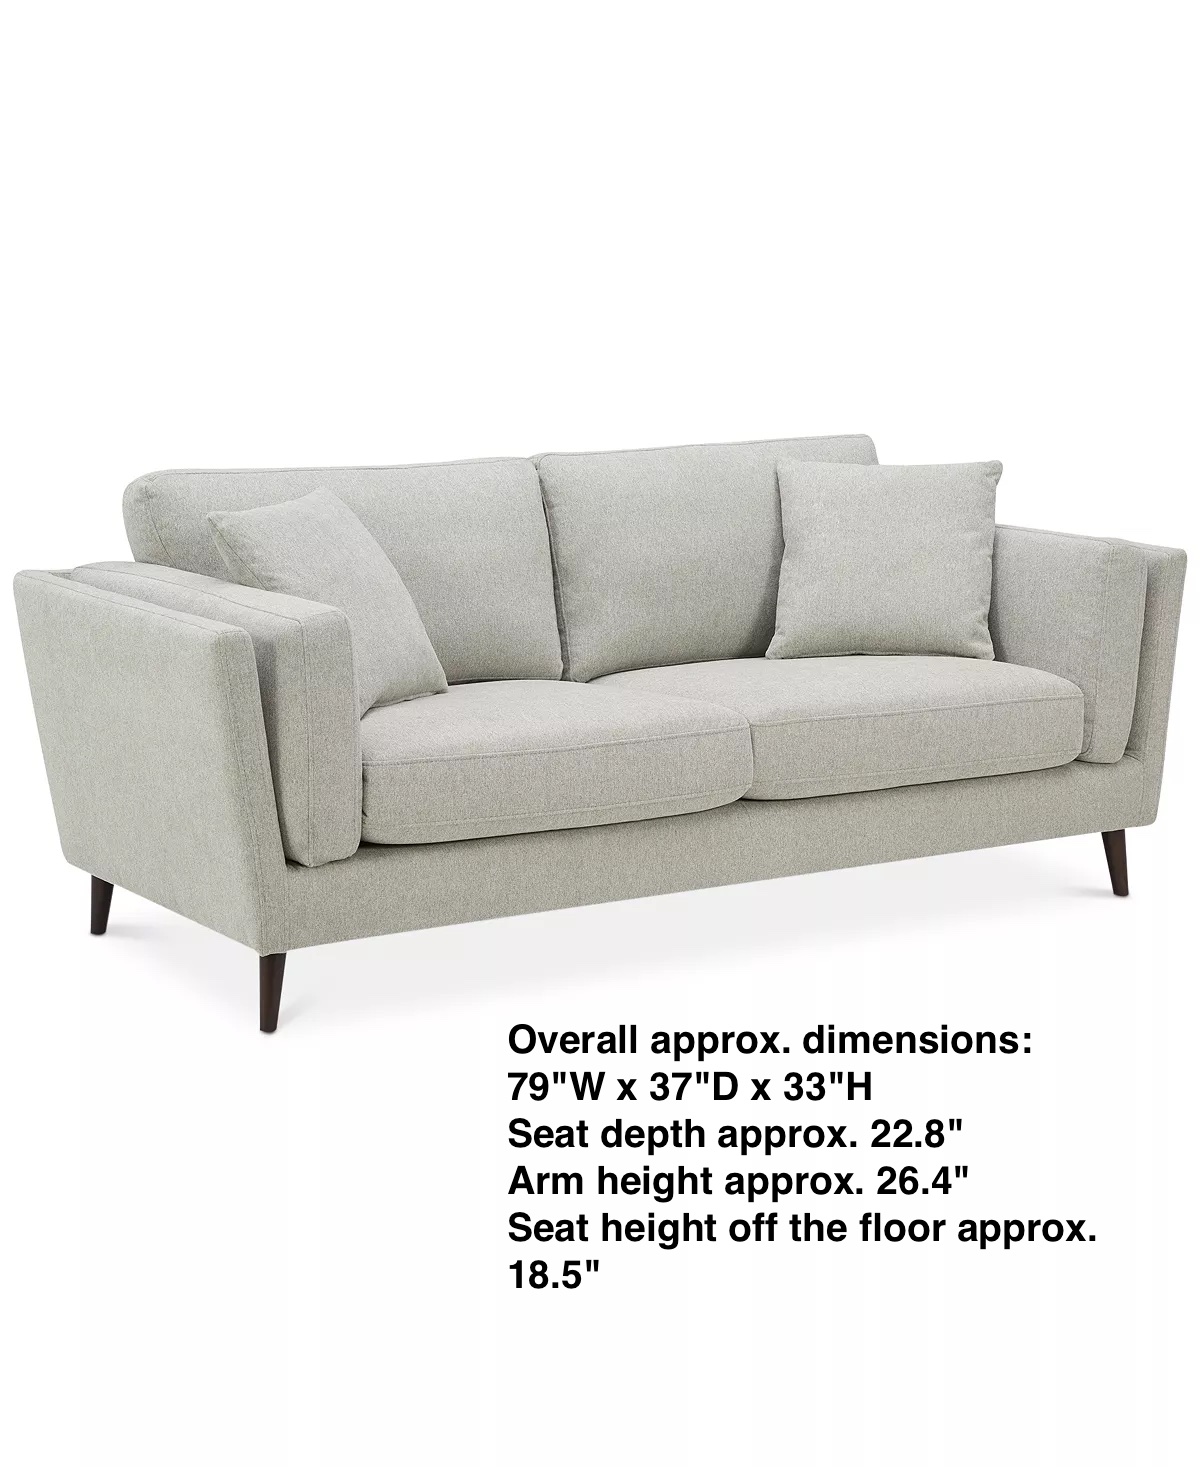 Overall approx. dimensions:
79"W x 37"D x 33"H
Seat depth approx. 22.8"
Arm height approx. 26.4"
Seat height off the floor approx.
18.5"